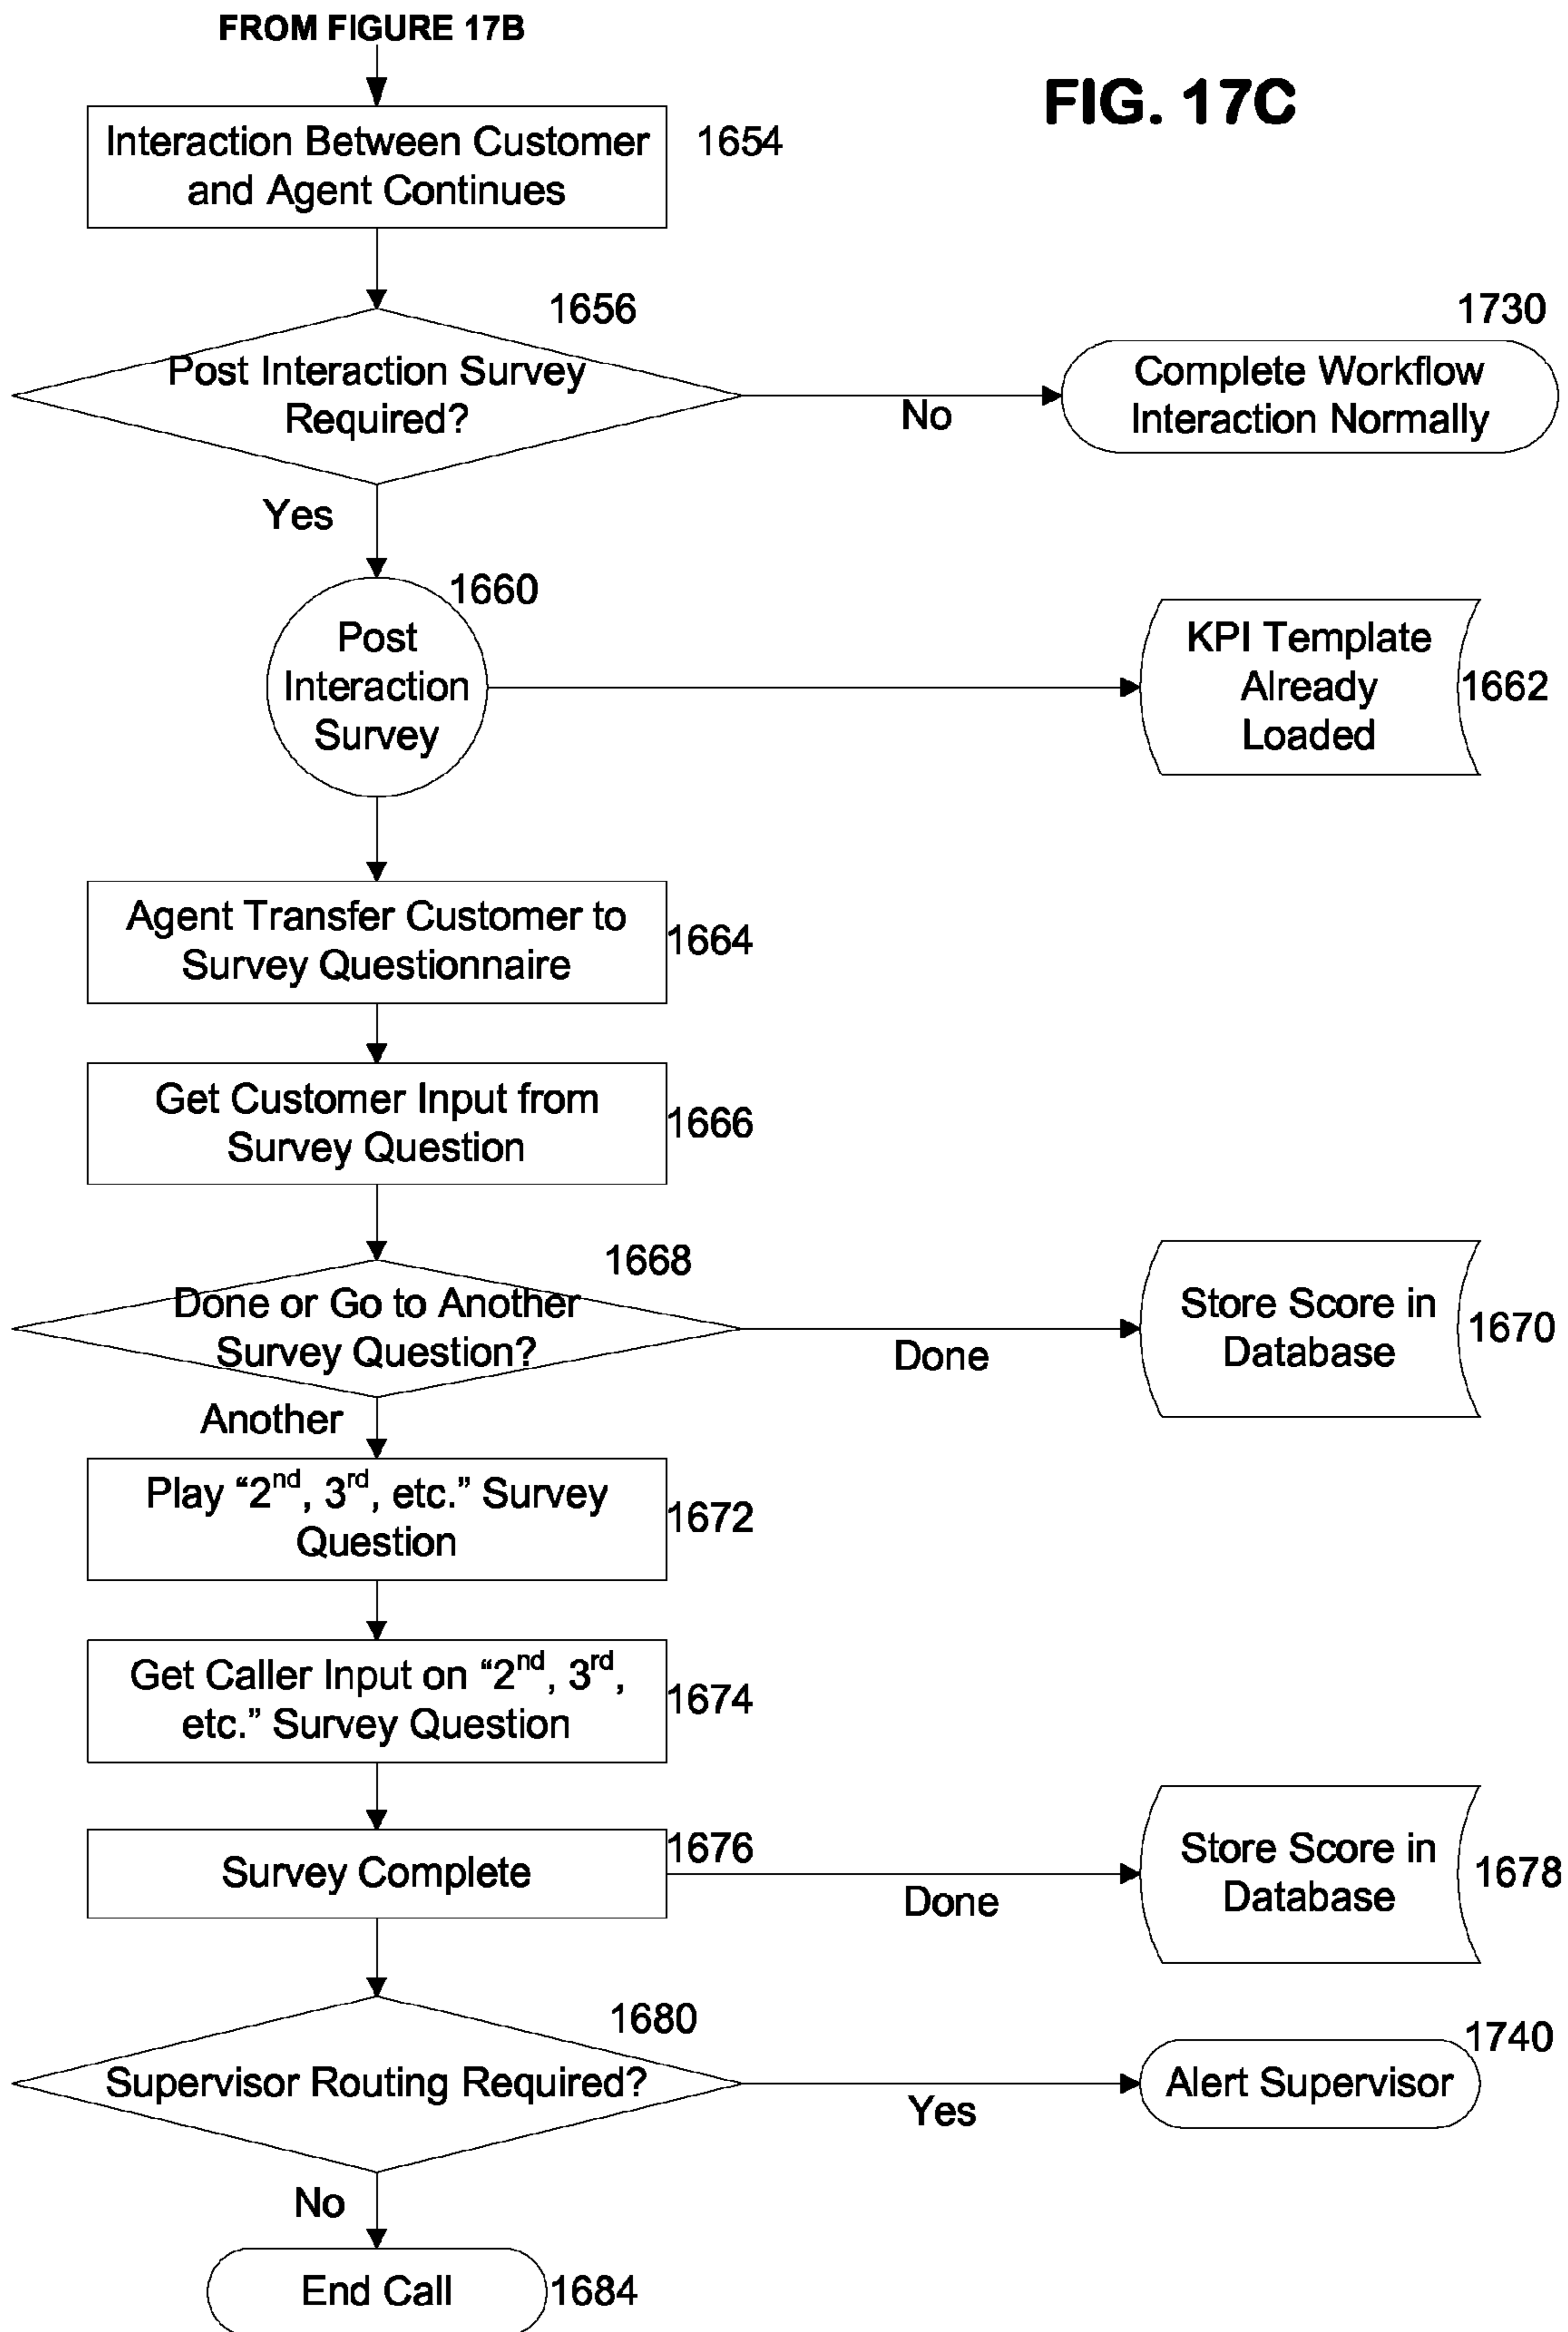 FROM FIGURE 17B
FIG. 17C
Interaction Between Customer
and Agent Continues
1654
1656
Post Interaction Survey
Required?
No
1730
Complete Workflow
Interaction Normally
Yes
1660
Post
Interaction
Survey
KPI Template
Already
Loaded
1662
Agent Transfer Customer to
Survey Questionnaire
1664
Get Customer Input from
Survey Question
1666
1668
Done or Go to Another
Survey Question?
Done
Store Score in
Database
1670
Another
Play “2nd, 3rd, etc.” Survey
Question
1672
Get Caller Input on “2nd, 3rd,
etc.” Survey Question
1674
Survey Complete
1676
Done
Store Score in
Database
1678
1680
Supervisor Routing Required?
Yes
1740
Alert Supervisor
No
End Call
1684